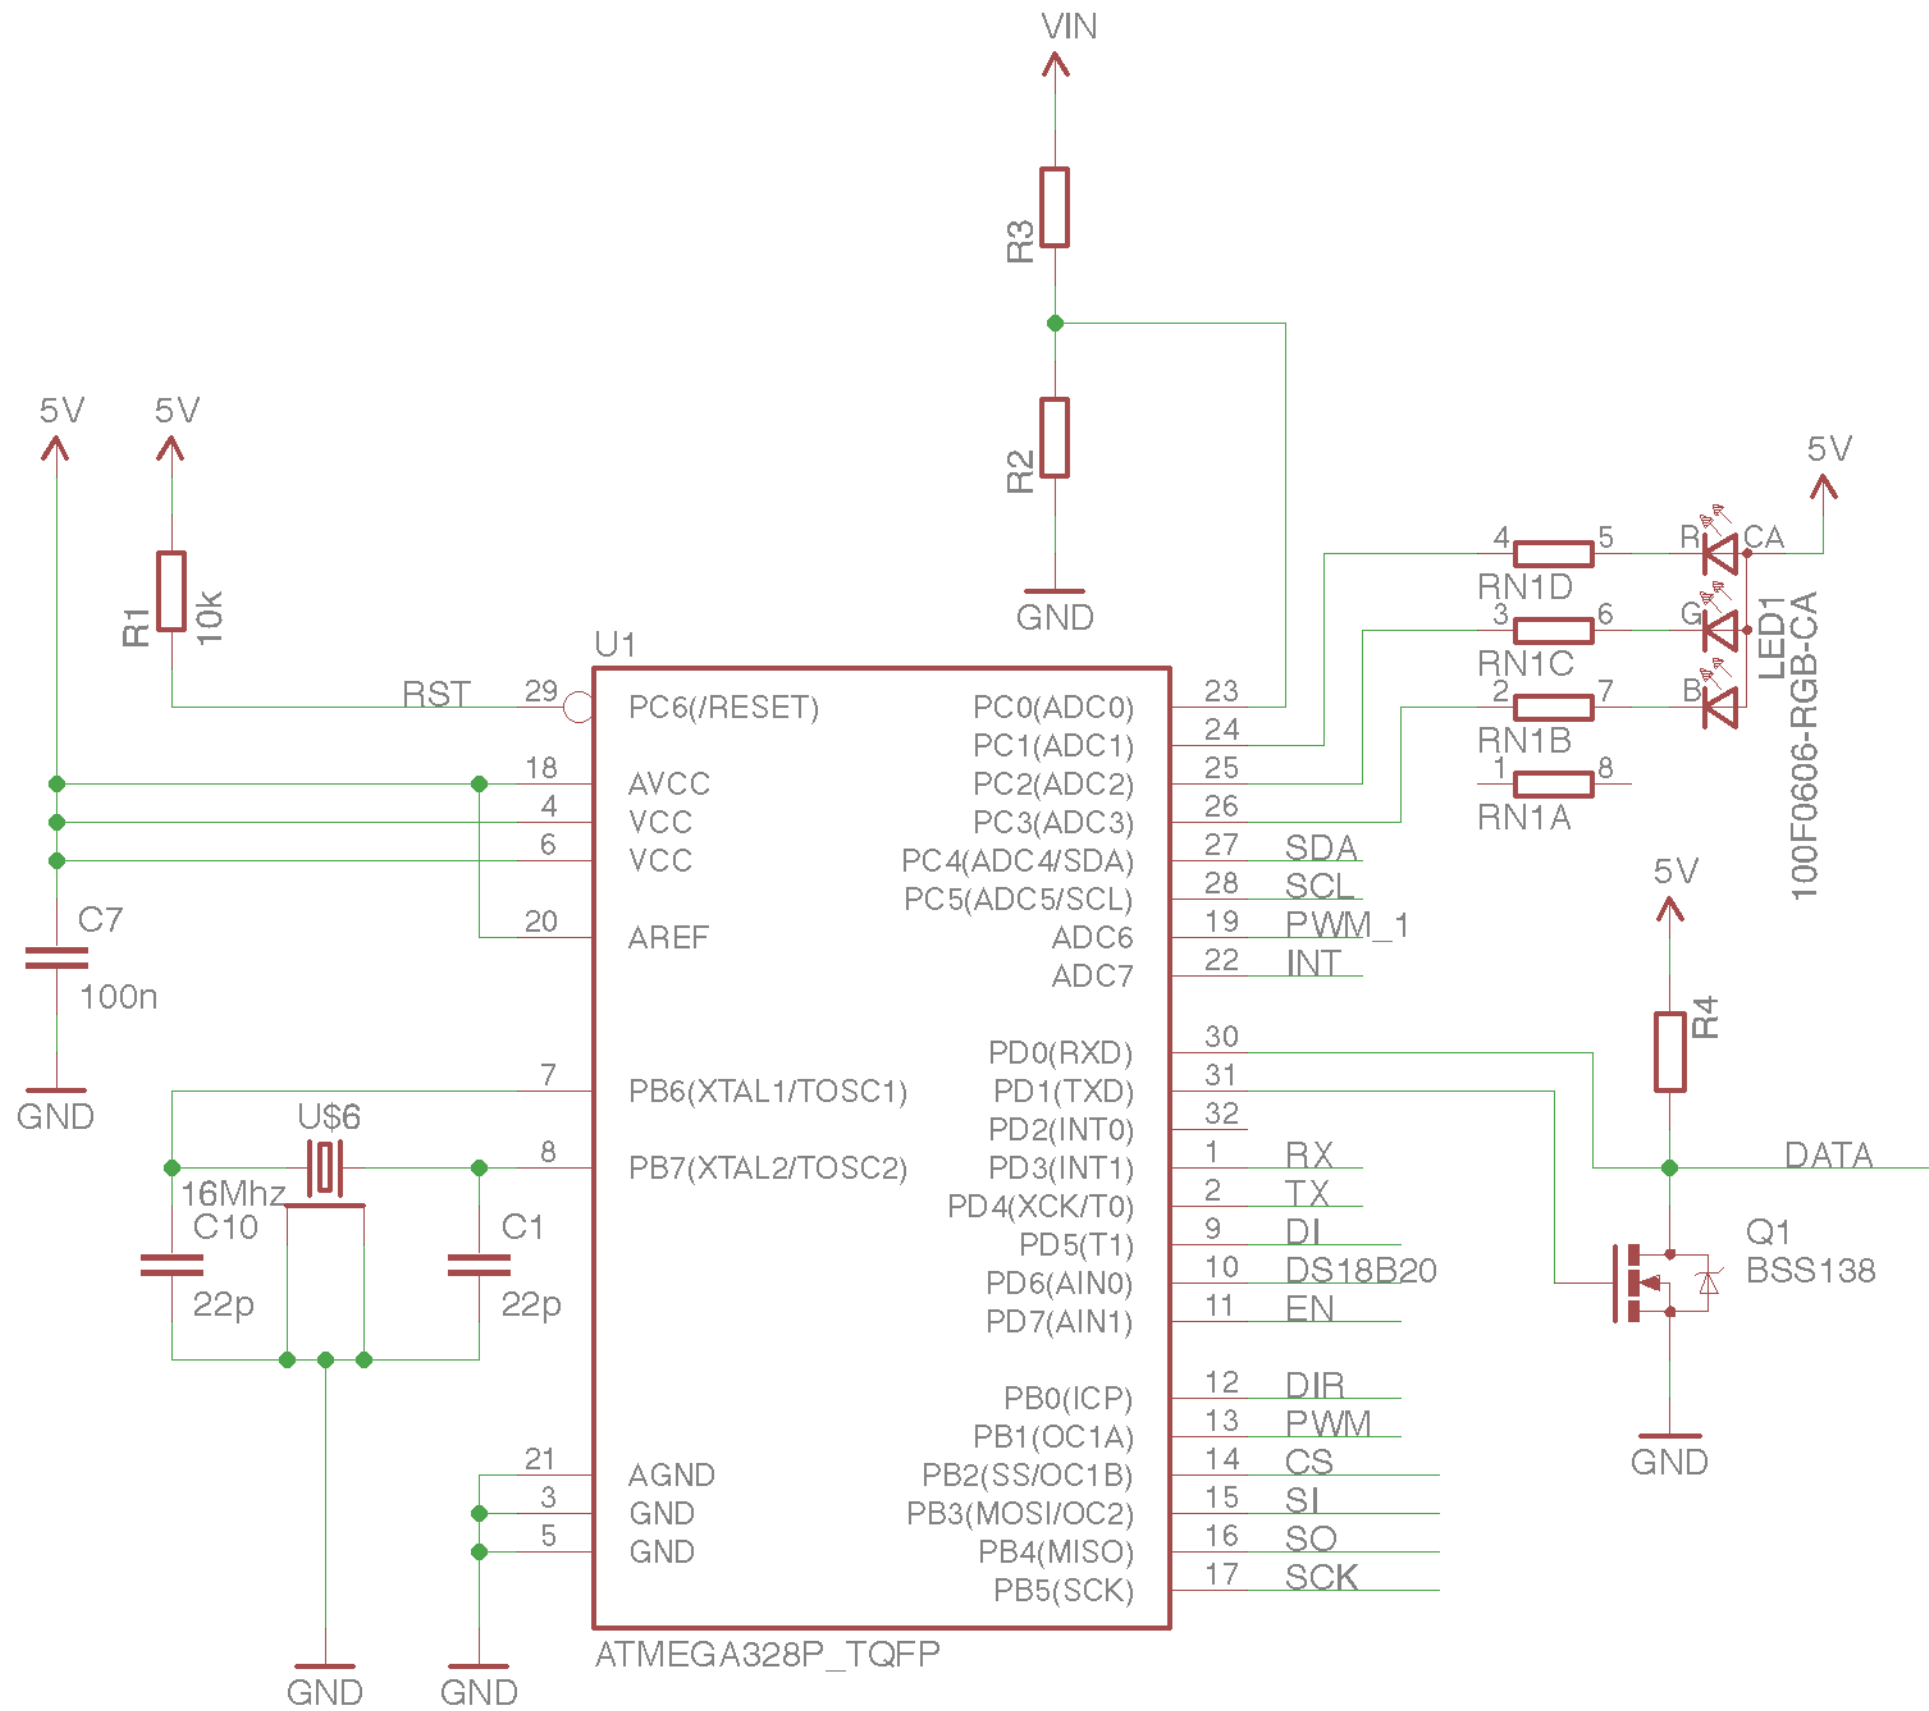 VIN
R3
R2
GND
5V
5V
R1
10k
RST
C7
100n
GND
U1
29
PC6(/RESET)
18
AVCC
4
VCC
6
VCC
20
AREF
7
PB6(XTAL1/TOSC1)
8
PB7(XTAL2/TOSC2)
21
AGND
3
GND
5
GND
U$6
16Mhz
C10
22p
C1
22p
GND
GND
ATMEGA328P_TQFP
PC0(ADC0)
23
PC1(ADC1)
24
PC2(ADC2)
25
PC3(ADC3)
26
PC4(ADC4/SDA)
27
SDA
PC5(ADC5/SCL)
28
SCL
ADC6
19
PWM_1
ADC7
22
INT
PD0(RXD)
30
PD1(TXD)
31
PD2(INT0)
32
PD3(INT1)
1
RX
PD4(XCK/T0)
2
TX
PD5(T1)
9
DI
PD6(AIN0)
10
DS18B20
PD7(AIN1)
11
EN
PB0(ICP)
12
DIR
PB1(OC1A)
13
PWM
PB2(SS/OC1B)
14
CS
PB3(MOSI/OC2)
15
SI
PB4(MISO)
16
SO
PB5(SCK)
17
SCK
5V
4
5
R
CA
RN1D
3
6
G
RN1C
2
7
B
RN1B
1
8
RN1A
LED1
100F0606-RGB-CA
5V
R4
DATA
Q1
BSS138
GND